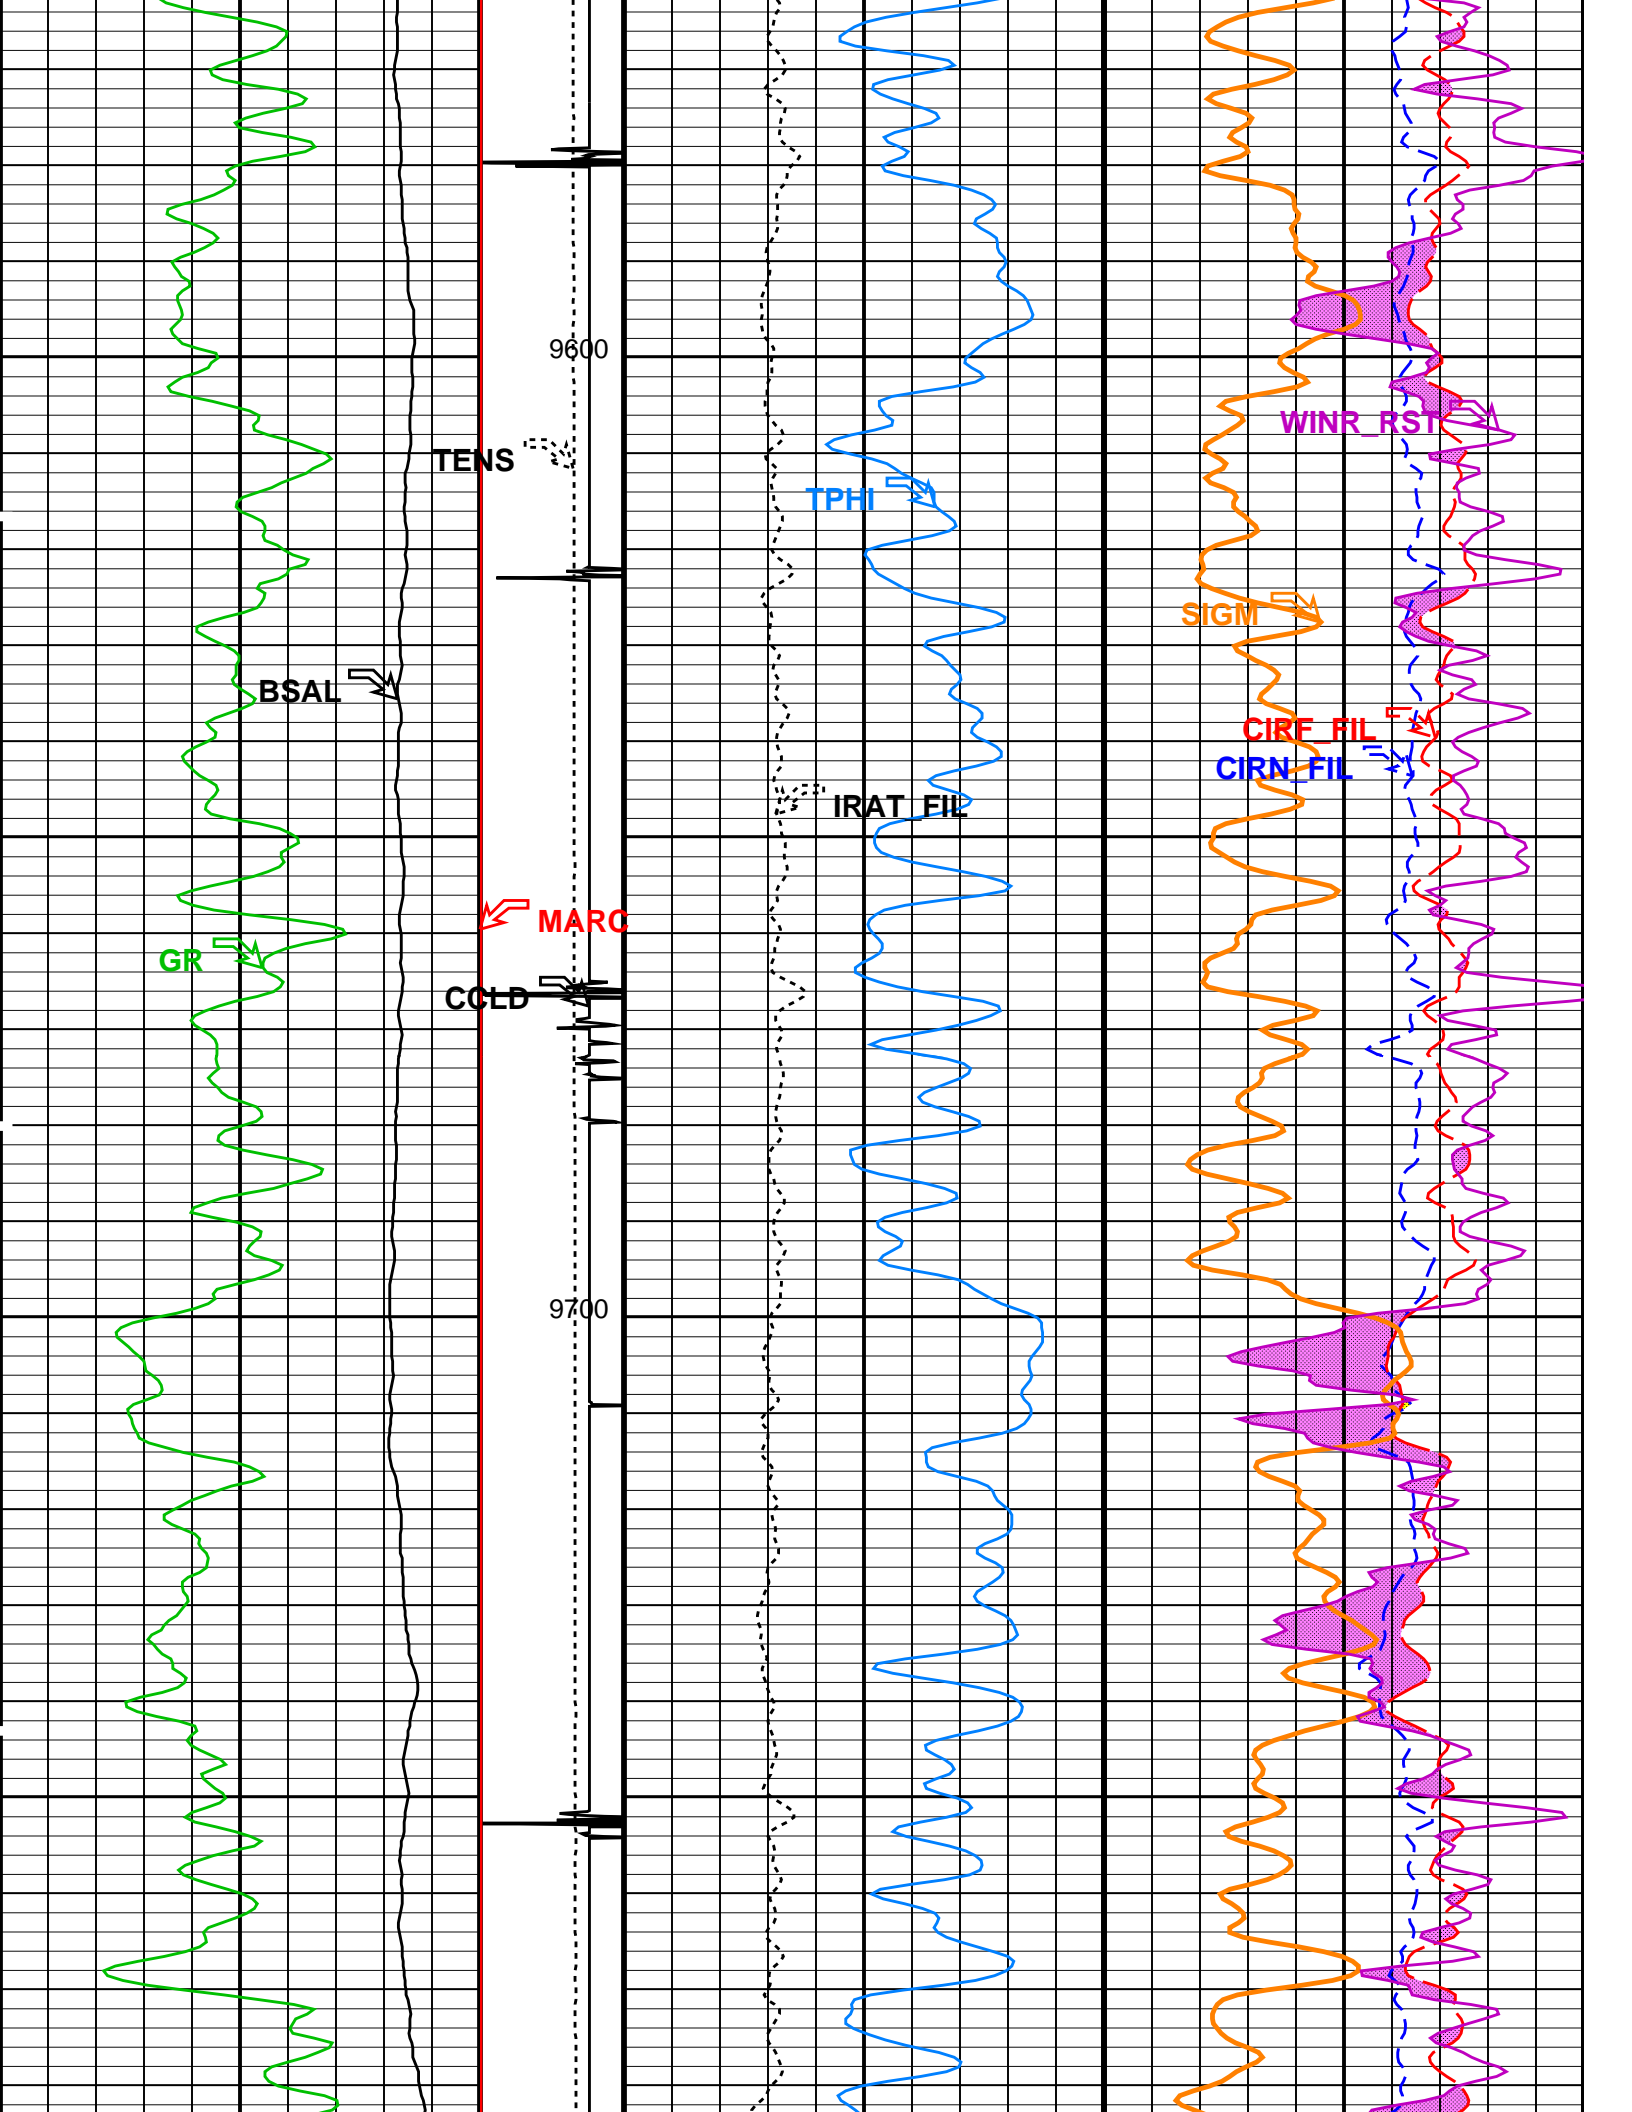 9600
WINR_RST
TENS
TPHI
SIGM
BSAL
CIRF_FIL
CIRN_FIL
IRAT_FIL
MARC
GR
CCLD
9700